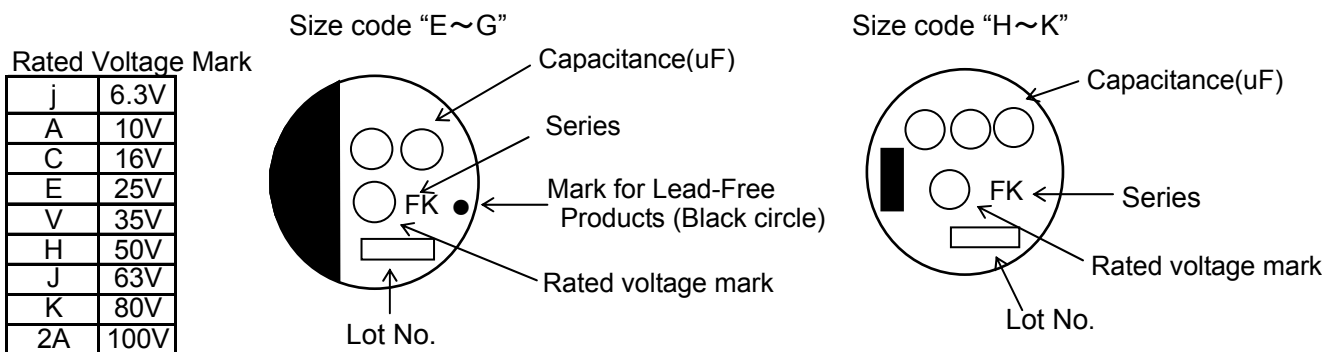 Size code “E～G”
Size code “H～K”
Rated Voltage Mark
j 6.3V
A 10V
C 16V
E 25V
V 35V
H 50V
J 63V
K 80V
2A 100V
Capacitance(uF)
Series
FK
Mark for Lead-Free
Products (Black circle)
Rated voltage mark
Lot No.
Capacitance(uF)
FK
Series
Rated voltage mark
Lot No.